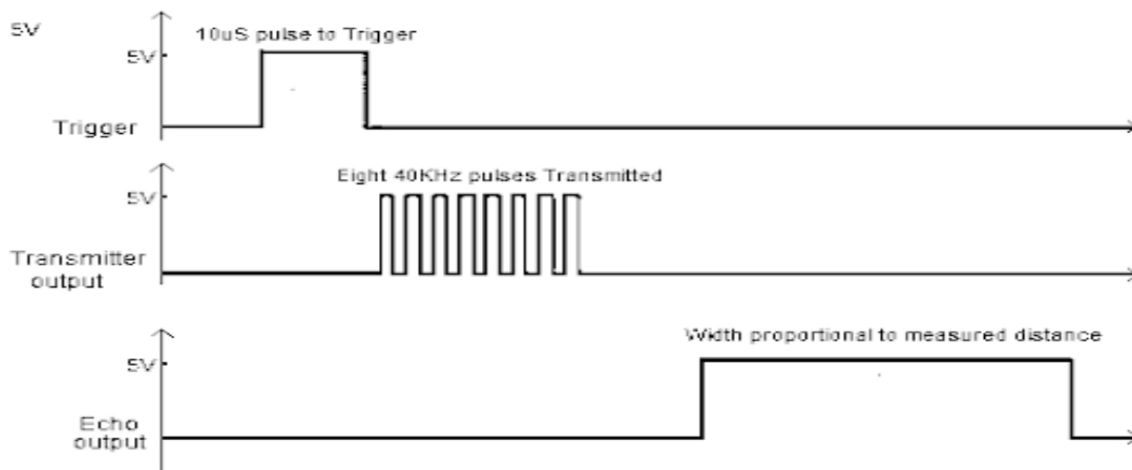 5V
10uS pulse to Trigger
5V
Trigger
Eight 40KHz pulses Transmitted
5V
Transmitter
output
Width proportional to measured distance
5V
Echo
output